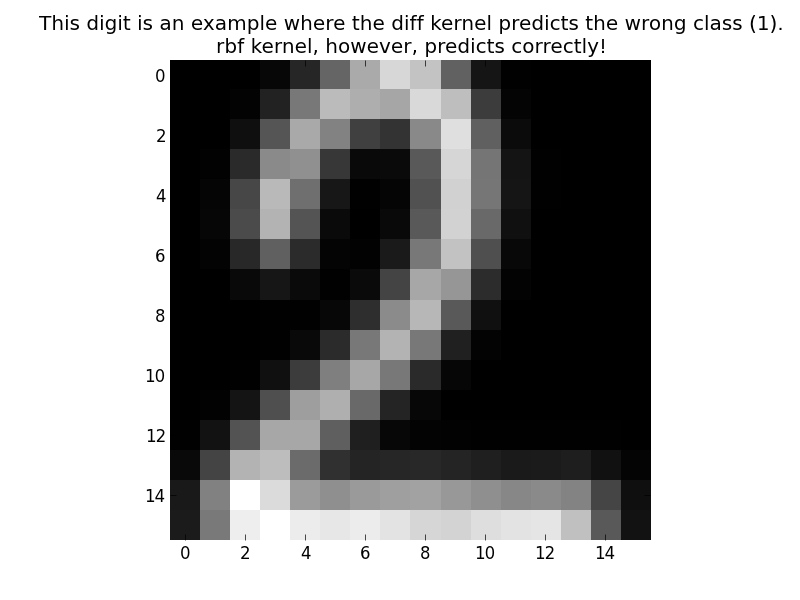 This digit is an example where the diff kernel predicts the wrong class (1).
rbf kernel, however, predicts correctly!
0
2
4
6
8
10
12
14
0 2 4 6 8 10 12 14